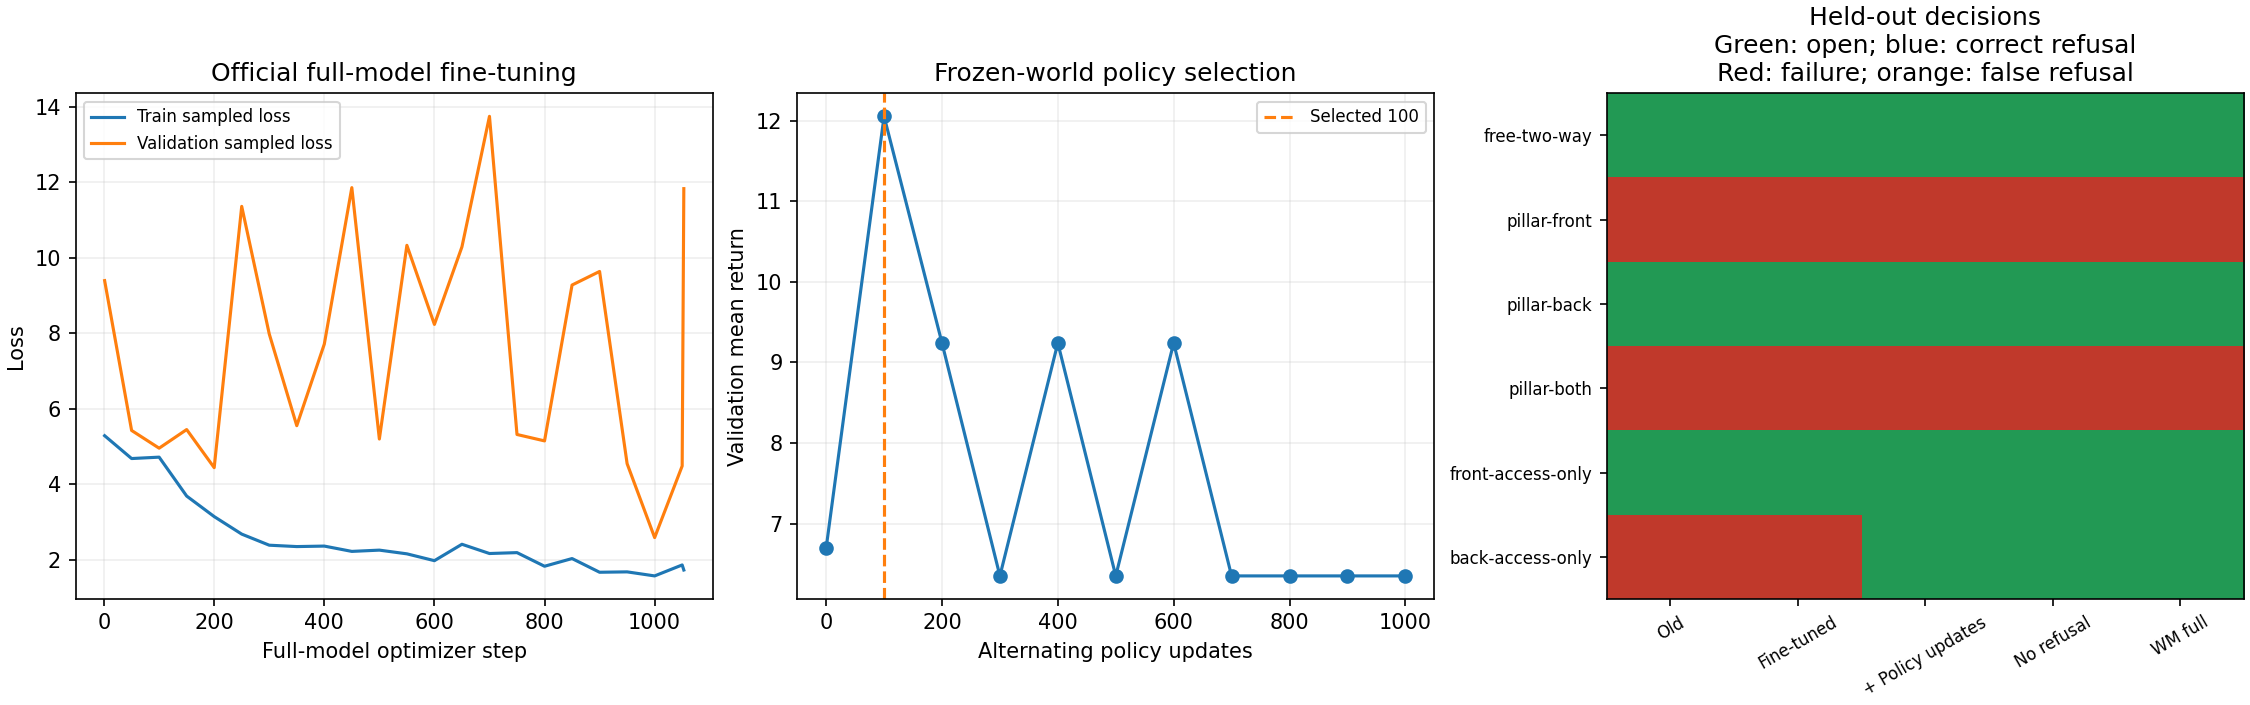 Official full-model fine-tuning
Train sampled loss
Validation sampled loss
14
12
10
8
6
4
2
Loss
0
200
400
600
800
1000
Full-model optimizer step
Frozen-world policy selection
Selected 100
12
11
10
9
8
7
Validation mean return
0
200
400
600
800
1000
Alternating policy updates
Held-out decisions
Green: open; blue: correct refusal
Red: failure; orange: false refusal
free-two-way
pillar-front
pillar-back
pillar-both
front-access-only
back-access-only
Old
Fine-tuned
+ Policy updates
No refusal
WM full